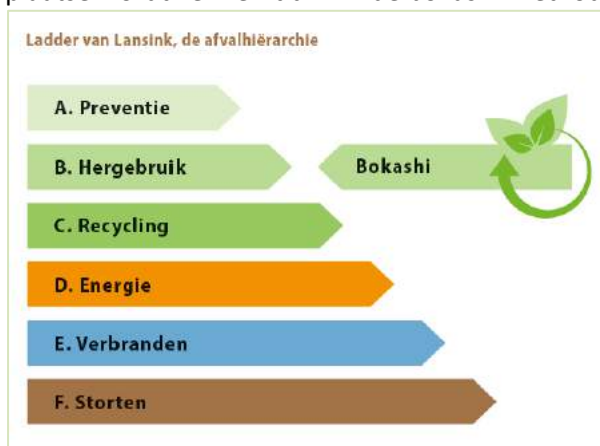 Ladder van Lansink, de afvalhiërarchie
A. Preventie
B. Hergebruik
Bokashi
C. Recycling
D. Energie
E. Verbranden
F. Storten